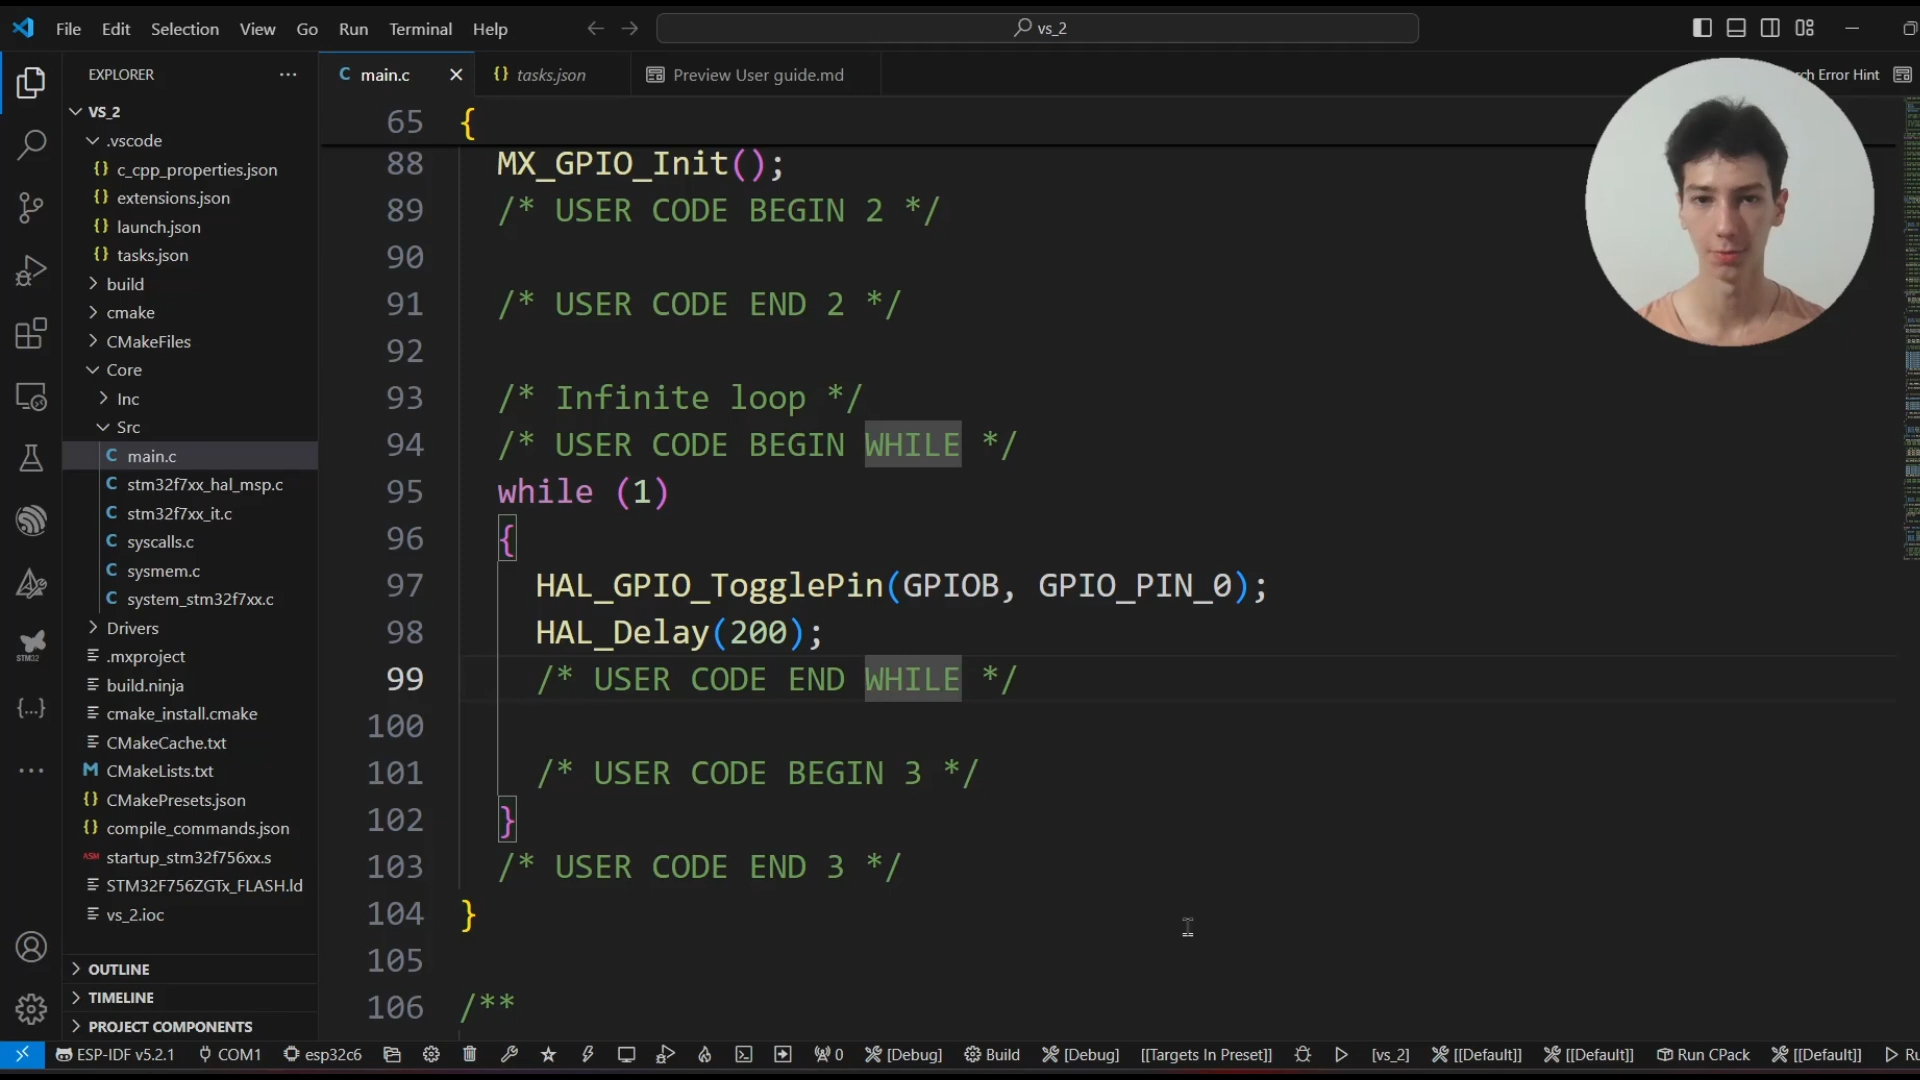 File Edit Selection View Go Run Terminal Help
vs_2
EXPLORER
main.c
tasks.json
Preview User guide.md
rch Error Hint
VS_2
.vscode
c_cpp_properties.json
extensions.json
launch.json
tasks.json
build
cmake
CMakeFiles
Core
Inc
Src
main.c
stm32f7xx_hal_msp.c
stm32f7xx_it.c
syscalls.c
sysmem.c
system_stm32f7xx.c
Drivers
.mxproject
build.ninja
cmake_install.cmake
CMakeCache.txt
CMakeLists.txt
CMakePresets.json
compile_commands.json
startup_stm32f756xx.s
STM32F756ZGTx_FLASH.ld
vs_2.ioc
OUTLINE
TIMELINE
PROJECT COMPONENTS
STM32
65 {
88 MX_GPIO_Init();
89 /* USER CODE BEGIN 2 */
90
91 /* USER CODE END 2 */
92
93 /* Infinite loop */
94 /* USER CODE BEGIN WHILE */
95 while (1)
96 {
97 HAL_GPIO_TogglePin(GPIOB, GPIO_PIN_0);
98 HAL_Delay(200);
99 /* USER CODE END WHILE */
100
101 /* USER CODE BEGIN 3 */
102 }
103 /* USER CODE END 3 */
104 }
105
106 /**
ESP-IDF v5.2.1 COM1 esp32c6 0 [Debug] Build [Debug] [[Targets In Preset]] [vs_2] [[Default]] [[Default]] Run CPack [[Default]] Ru